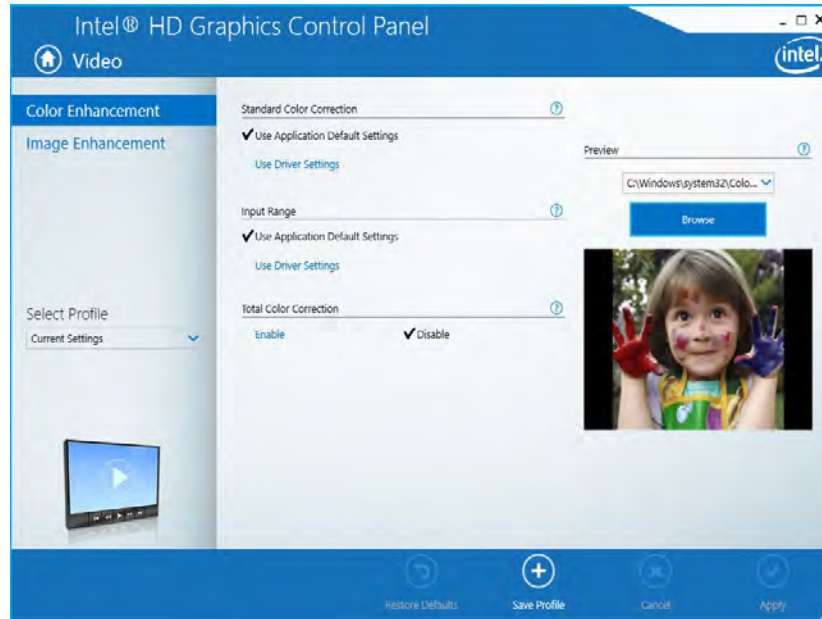 Intel® HD Graphics Control Panel
Video
intel
Color Enhancement
Image Enhancement
Select Profile
Current Settings
Standard Color Correction
?
✔Use Application Default Settings
Use Driver Settings
Input Range
?
✔Use Application Default Settings
Use Driver Settings
Total Color Correction
?
Enable ✔Disable
Preview
?
C:\Windows\system32\Colo...
Browse
Restore Defaults
Save Profile
Cancel
Apply